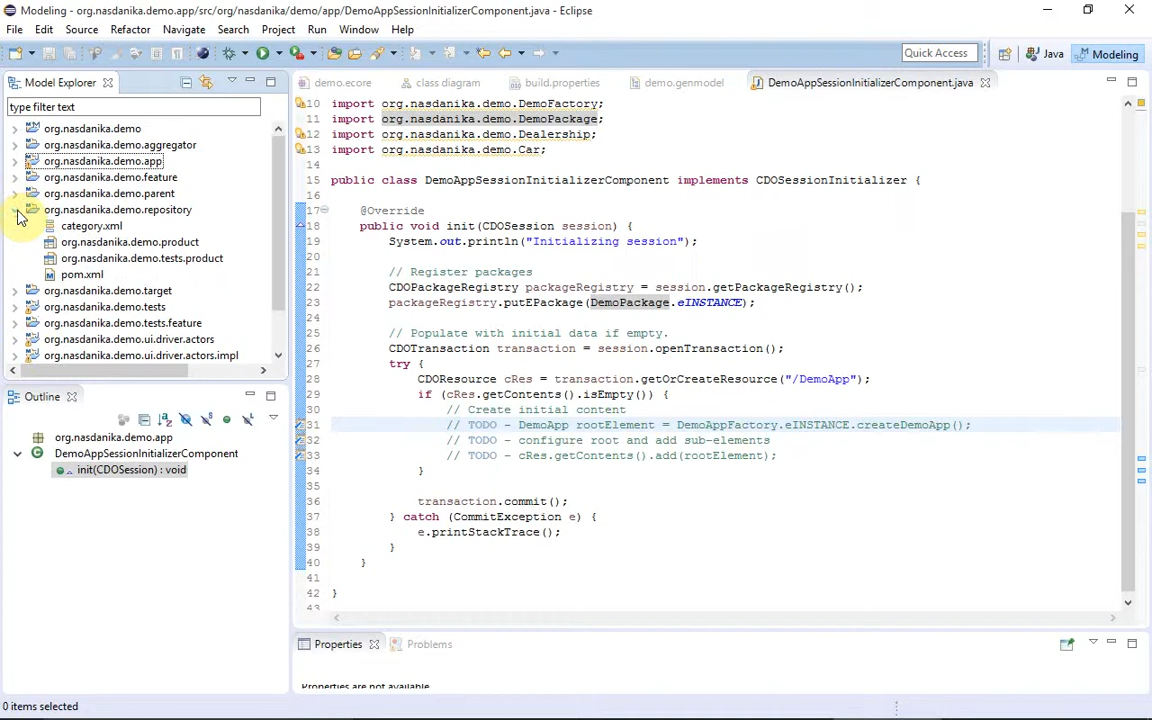 Modeling - org.nasdanika.demo.app/src/org/nasdanika/demo/app/DemoAppSessionInitializerComponent.java - Eclipse
File Edit Source Refactor Navigate Search Project Run Window Help
Quick Access
Java
Modeling
Model Explorer
type filter text
org.nasdanika.demo
org.nasdanika.demo.aggregator
org.nasdanika.demo.app
org.nasdanika.demo.feature
org.nasdanika.demo.parent
org.nasdanika.demo.repository
category.xml
org.nasdanika.demo.product
org.nasdanika.demo.tests.product
pom.xml
org.nasdanika.demo.target
org.nasdanika.demo.tests
org.nasdanika.demo.tests.feature
org.nasdanika.demo.ui.driver.actors
org.nasdanika.demo.ui.driver.actors.impl
Outline
org.nasdanika.demo.app
DemoAppSessionInitializerComponent
init(CDOSession) : void
demo.ecore
class diagram
build.properties
demo.genmodel
DemoAppSessionInitializerComponent.java
10 import org.nasdanika.demo.DemoFactory;
11 import org.nasdanika.demo.DemoPackage;
12 import org.nasdanika.demo.Dealership;
13 import org.nasdanika.demo.Car;
14
15 public class DemoAppSessionInitializerComponent implements CDOSessionInitializer {
16
17 @Override
18 public void init(CDOSession session) {
19 System.out.println("Initializing session");
20
21 // Register packages
22 CDOPackageRegistry packageRegistry = session.getPackageRegistry();
23 packageRegistry.putEPackage(DemoPackage.eINSTANCE);
24
25 // Populate with initial data if empty.
26 CDOTransaction transaction = session.openTransaction();
27 try {
28 CDOResource cRes = transaction.getOrCreateResource("/DemoApp");
29 if (cRes.getContents().isEmpty()) {
30 // Create initial content
31 // TODO - DemoApp rootElement = DemoAppFactory.eINSTANCE.createDemoApp();
32 // TODO - configure root and add sub-elements
33 // TODO - cRes.getContents().add(rootElement);
34 }
35
36 transaction.commit();
37 } catch (CommitException e) {
38 e.printStackTrace();
39 }
40 }
41
42 }
43
Properties
Problems
Properties are not available.
0 items selected